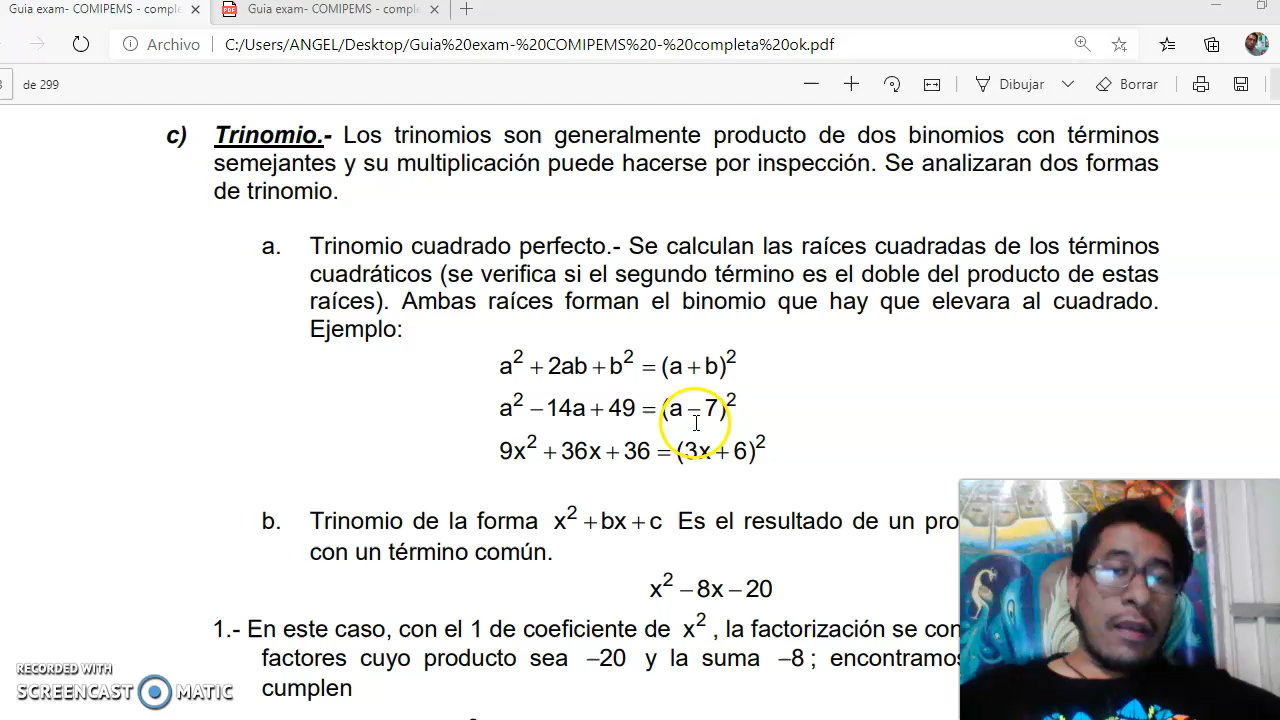 Guia exam- COMIPEMS - comple
Guia exam- COMIPEMS - comple
Archivo C:/Users/ANGEL/Desktop/Guia%20exam-%20COMIPEMS%20-%20completa%20ok.pdf
de 299 Dibujar Borrar
c) Trinomio.- Los trinomios son generalmente producto de dos binomios con términos
semejantes y su multiplicación puede hacerse por inspección. Se analizaran dos formas
de trinomio.
a. Trinomio cuadrado perfecto.- Se calculan las raíces cuadradas de los términos
cuadráticos (se verifica si el segundo término es el doble del producto de estas
raíces). Ambas raíces forman el binomio que hay que elevara al cuadrado.
Ejemplo:
a² + 2ab + b² = (a + b)²
a² − 14a + 49 = (a − 7)²
9x² + 36x + 36 = (3x + 6)²
b. Trinomio de la forma x² + bx + c Es el resultado de un pro
con un término común.
x² − 8x − 20
1.- En este caso, con el 1 de coeficiente de x² , la factorización se con
factores cuyo producto sea −20 y la suma −8 ; encontramos
cumplen
RECORDED WITH
SCREENCAST MATIC